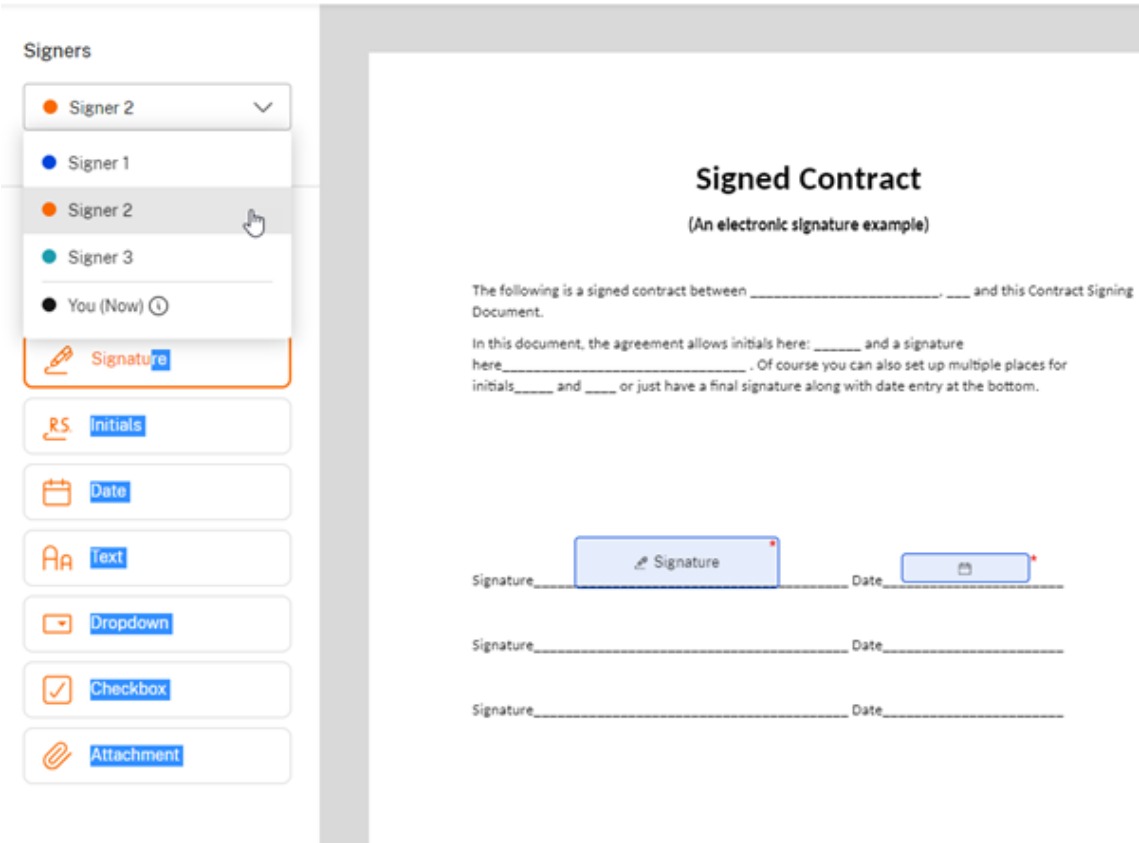 Signers
Signer 2
Signer 1
Signer 2
Signer 3
You (Now)
Signature
R.S. Initials
Date
Aa Text
Dropdown
Checkbox
Attachment
Signed Contract
(An electronic signature example)
The following is a signed contract between ________________________. ___ and this Contract Signing
Document.
In this document, the agreement allows initials here: ______ and a signature
here_______________________________ . Of course you can also set up multiple places for
initials_____ and ____ or just have a final signature along with date entry at the bottom.
Signature
*
*
Signature________________________________________ Date_______________________
Signature________________________________________ Date_______________________
Signature________________________________________ Date_______________________